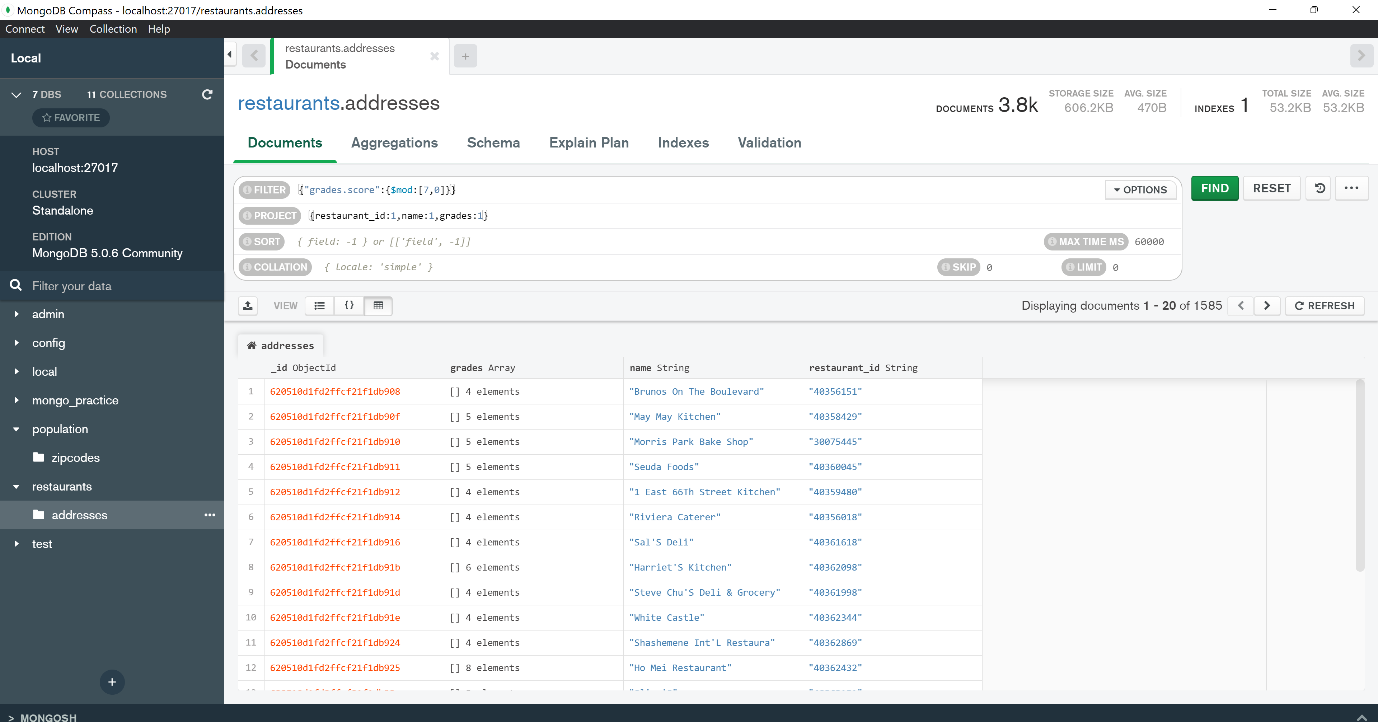 MongoDB Compass - localhost:27017/restaurants.addresses
Connect View Collection Help
Local
7 DBS 11 COLLECTIONS
FAVORITE
HOST
localhost:27017
CLUSTER
Standalone
EDITION
MongoDB 5.0.6 Community
Filter your data
admin
config
local
mongo_practice
population
zipcodes
restaurants
addresses
test
restaurants.addresses
Documents
restaurants.addresses
DOCUMENTS 3.8k
STORAGE SIZE
606.2KB
AVG. SIZE
470B
INDEXES 1
TOTAL SIZE
53.2KB
AVG. SIZE
53.2KB
Documents Aggregations Schema Explain Plan Indexes Validation
FILTER {"grades.score":{$mod:[7,0]}} OPTIONS FIND RESET
PROJECT {restaurant_id:1,name:1,grades:1}
SORT { field: -1 } or [['field', -1]] MAX TIME MS 60000
COLLATION { locale: 'simple' } SKIP 0 LIMIT 0
VIEW {} Displaying documents 1 - 20 of 1585 REFRESH
addresses
_id ObjectId grades Array name String restaurant_id String
1 620510d1fd2ffcf21f1db908 [] 4 elements "Brunos On The Boulevard" "40356151"
2 620510d1fd2ffcf21f1db90f [] 5 elements "May May Kitchen" "40358429"
3 620510d1fd2ffcf21f1db910 [] 5 elements "Morris Park Bake Shop" "30075445"
4 620510d1fd2ffcf21f1db911 [] 5 elements "Seuda Foods" "40360045"
5 620510d1fd2ffcf21f1db912 [] 4 elements "1 East 66Th Street Kitchen" "40359480"
6 620510d1fd2ffcf21f1db914 [] 4 elements "Riviera Caterer" "40356018"
7 620510d1fd2ffcf21f1db916 [] 4 elements "Sal'S Deli" "40361618"
8 620510d1fd2ffcf21f1db91b [] 6 elements "Harriet'S Kitchen" "40362098"
9 620510d1fd2ffcf21f1db91d [] 4 elements "Steve Chu'S Deli & Grocery" "40361998"
10 620510d1fd2ffcf21f1db91e [] 4 elements "White Castle" "40362344"
11 620510d1fd2ffcf21f1db924 [] 4 elements "Shashemene Int'L Restaura" "40362869"
12 620510d1fd2ffcf21f1db925 [] 8 elements "Ho Mei Restaurant" "40362432"
> MONGOSH